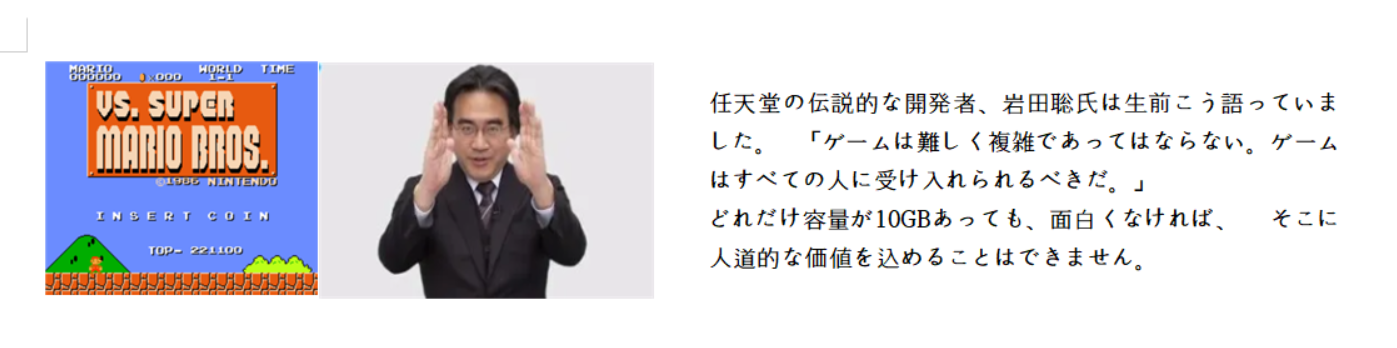 MARIO WORLD TIME
000000 x000 1-1
VS. SUPER
MARIO BROS.
©1986 NINTENDO
INSERT COIN
TOP- 221100
任天堂の伝説的な開発者、岩田聡氏は生前こう語っていま
した。　「ゲームは難しく複雑であってはならない。ゲーム
はすべての人に受け入れられるべきだ。」
どれだけ容量が10GBあっても、面白くなければ、　そこに
人道的な価値を込めることはできません。